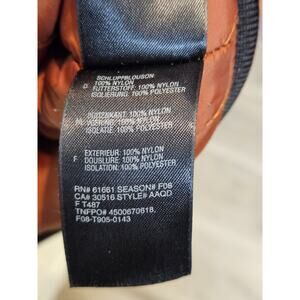 D SCHLUPFBLOUSON
100% NYLON
FUTTERSTOFF: 100% NYLON
ISOLIERUNG: 100% POLYESTER
BUITENKANT: 100% NYLON
100% NYLON
ISOLATIE: 100% POLYESTER
EXTERIEUR: 100% NYLON
F DOUBLURE: 100% NYLON
ISOLATION: 100% POLYESTER
RN# 61661 SEASON# F08
CA# 30516 STYLE# AAQD
F T487
TNFPO# 4500670618,
F08-T905-0143